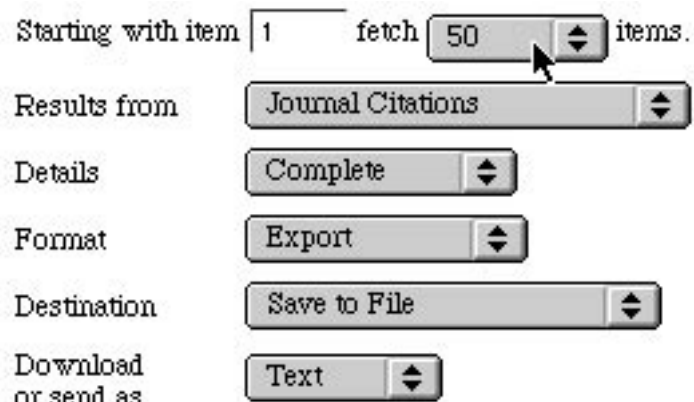 Starting with item 1 fetch 50 items.
Results from Journal Citations
Details Complete
Format Export
Destination Save to File
Download Text
or send as